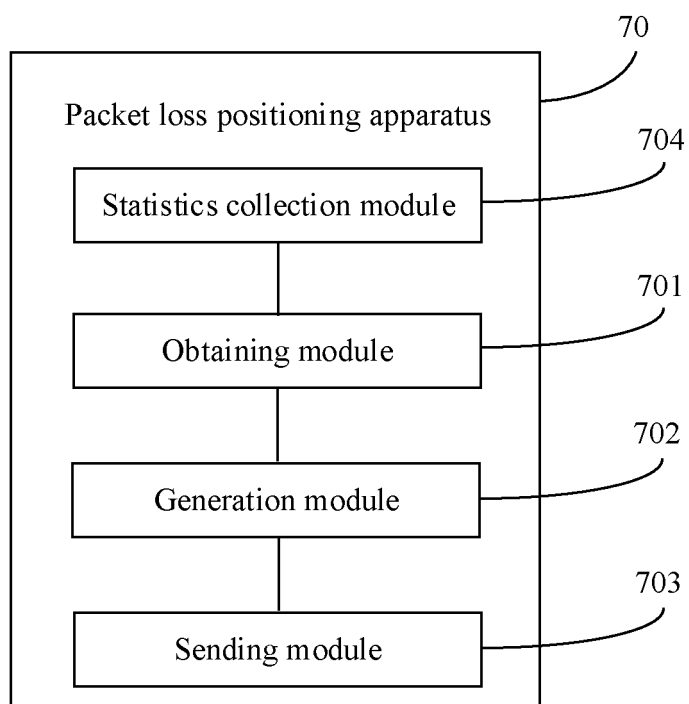 70
Packet loss positioning apparatus
704
Statistics collection module
701
Obtaining module
702
Generation module
703
Sending module